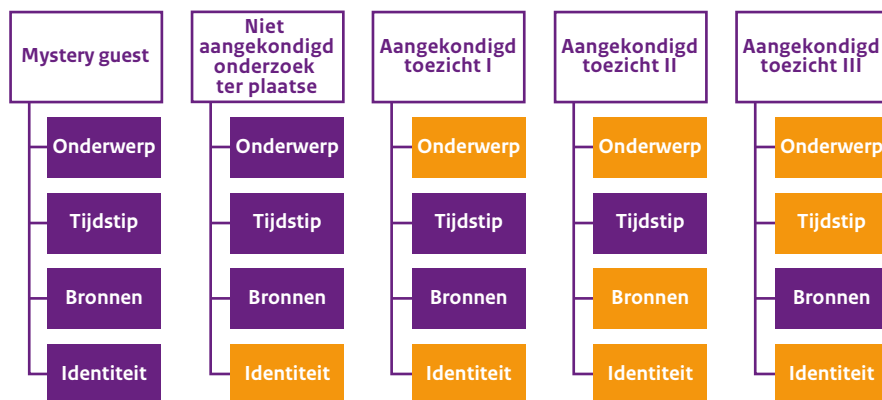 Mystery guest
Niet
aangekondigd
onderzoek
ter plaatse
Aangekondigd
toezicht I
Aangekondigd
toezicht II
Aangekondigd
toezicht III
Onderwerp
Onderwerp
Onderwerp
Onderwerp
Onderwerp
Tijdstip
Tijdstip
Tijdstip
Tijdstip
Tijdstip
Bronnen
Bronnen
Bronnen
Bronnen
Bronnen
Identiteit
Identiteit
Identiteit
Identiteit
Identiteit